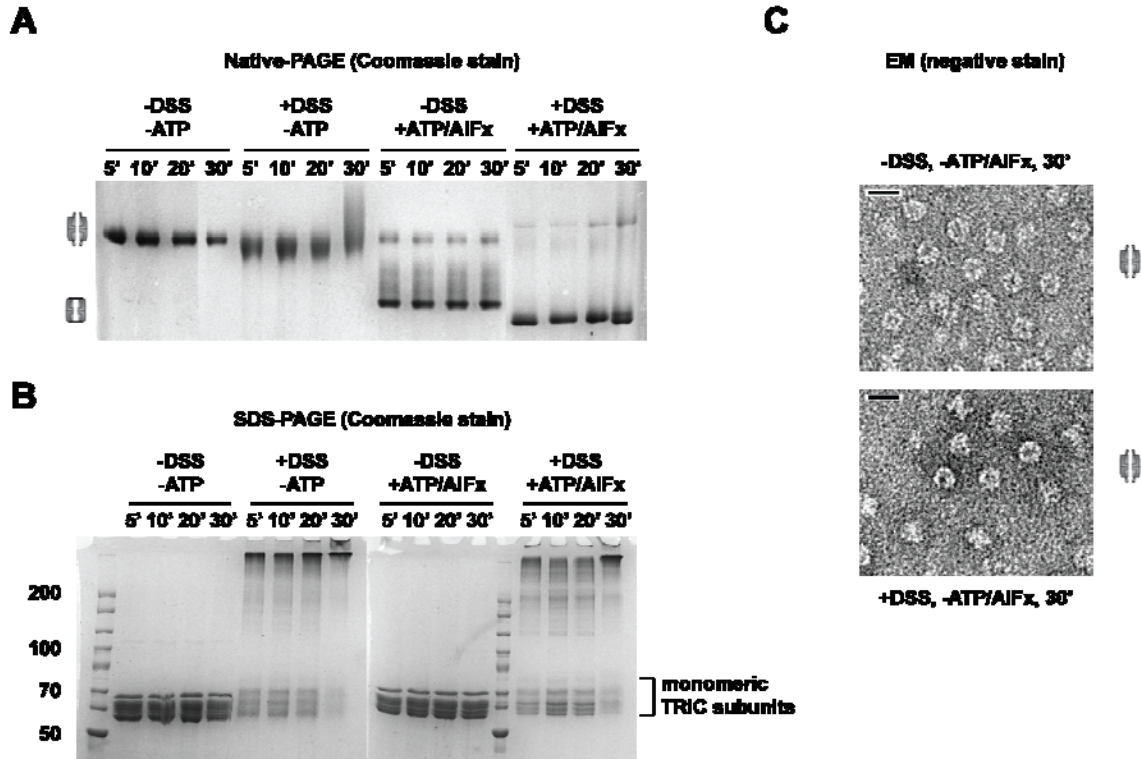 A
Native-PAGE (Coomassie stain)
-DSS +DSS -DSS +DSS
-ATP -ATP +ATP/AlFx +ATP/AlFx
5' 10' 20' 30' 5' 10' 20' 30' 5' 10' 20' 30' 5' 10' 20' 30'
B
SDS-PAGE (Coomassie stain)
-DSS +DSS -DSS +DSS
-ATP -ATP +ATP/AlFx +ATP/AlFx
5' 10' 20' 30' 5' 10' 20' 30' 5' 10' 20' 30' 5' 10' 20' 30'
200
100
70
50
monomeric
TRiC subunits
C
EM (negative stain)
-DSS, -ATP/AlFx, 30'
+DSS, -ATP/AlFx, 30'